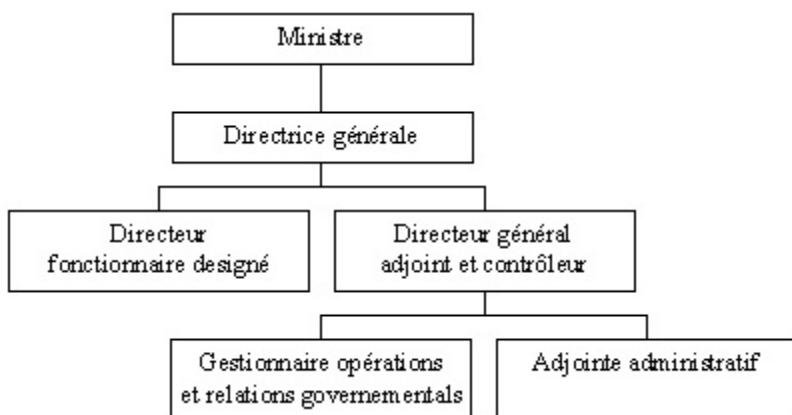 Ministre
Directrice générale
Directeur
fonctionnaire designé
Directeur général
adjoint et contrôleur
Gestionnaire opérations
et relations governementals
Adjointe administratif